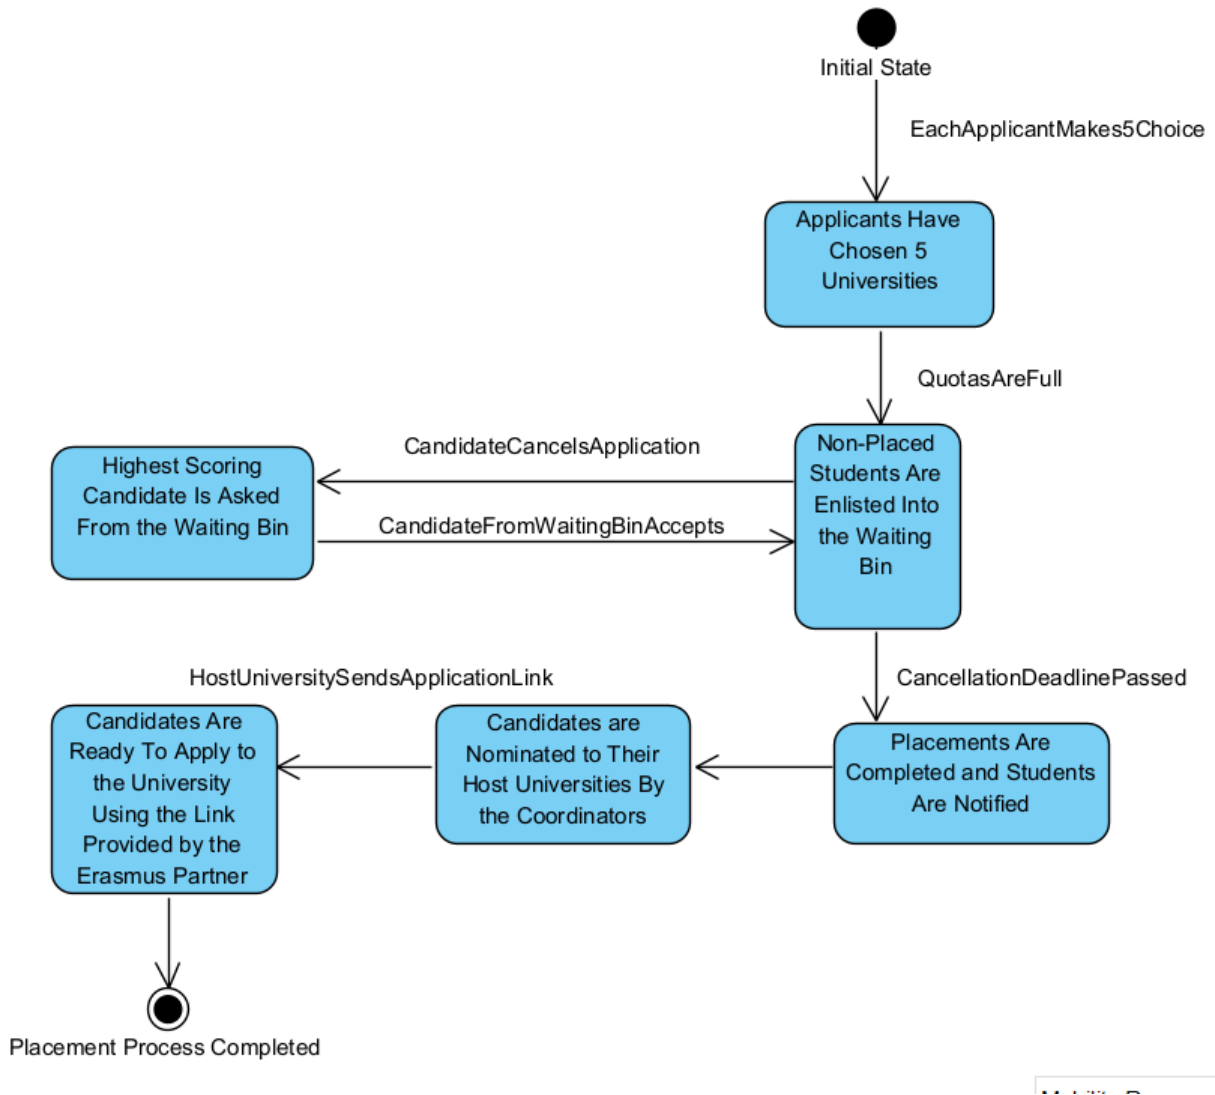 Initial State
EachApplicantMakes5Choice
Applicants Have
Chosen 5
Universities
QuotasAreFull
CandidateCancelsApplication
Highest Scoring
Candidate Is Asked
From the Waiting Bin
CandidateFromWaitingBinAccepts
Non-Placed
Students Are
Enlisted Into
the Waiting
Bin
CancellationDeadlinePassed
HostUniversitySendsApplicationLink
Candidates Are
Ready To Apply to
the University
Using the Link
Provided by the
Erasmus Partner
Candidates are
Nominated to Their
Host Universities By
the Coordinators
Placements Are
Completed and Students
Are Notified
Placement Process Completed